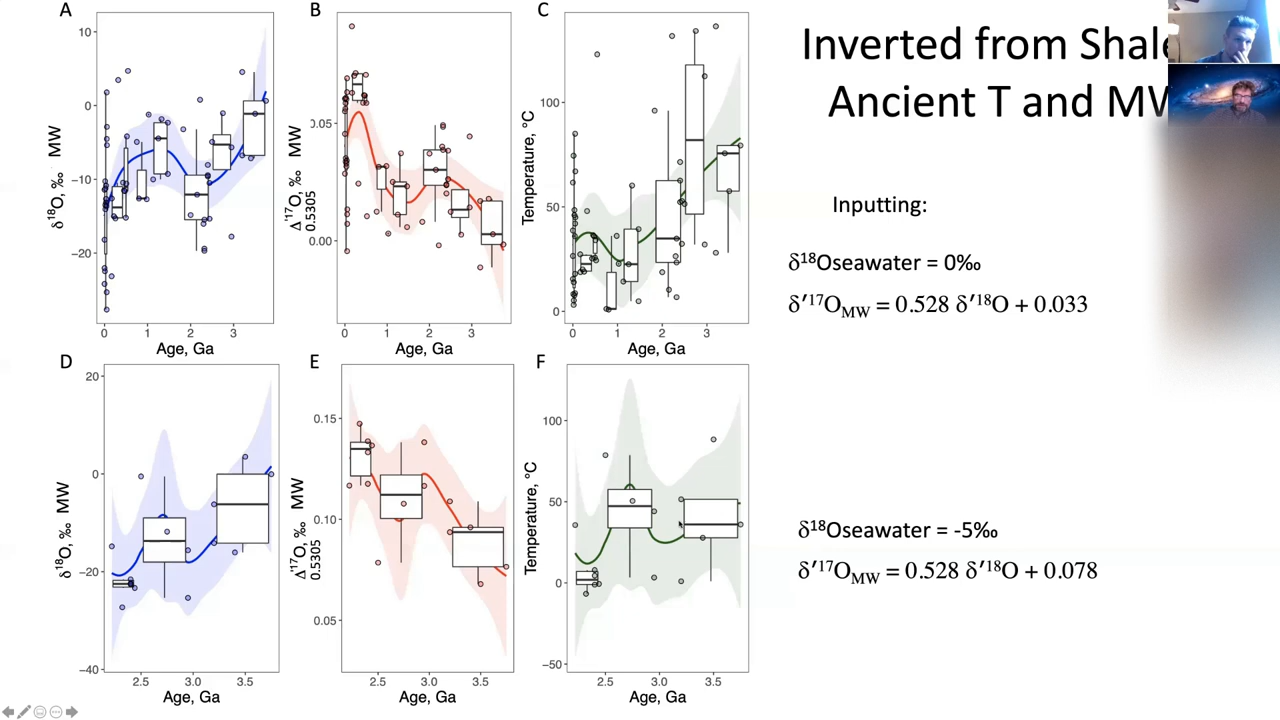 A
B
C
Inverted from Shale
Ancient T and MW
10
0
−10
−20
δ¹⁸O, ‰ MW
0 1 2 3
Age, Ga
0.05
0.00
Δ'¹⁷O, ‰ MW
0.5305
0 1 2 3
Age, Ga
100
50
0
Temperature, °C
0 1 2 3
Age, Ga
Inputting:
δ¹⁸Oseawater = 0‰
δ′¹⁷O_MW = 0.528 δ′¹⁸O + 0.033
D
E
F
20
0
−20
−40
δ¹⁸O, ‰ MW
2.5 3.0 3.5
Age, Ga
0.15
0.10
0.05
Δ'¹⁷O, ‰ MW
0.5305
2.5 3.0 3.5
Age, Ga
100
50
0
−50
Temperature, °C
2.5 3.0 3.5
Age, Ga
δ¹⁸Oseawater = -5‰
δ′¹⁷O_MW = 0.528 δ′¹⁸O + 0.078